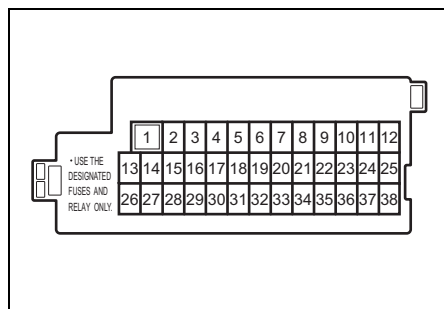 1 2 3 4 5 6 7 8 9 10 11 12
• USE THE
DESIGNATED
FUSES AND
RELAY ONLY.
13 14 15 16 17 18 19 20 21 22 23 24 25
26 27 28 29 30 31 32 33 34 35 36 37 38